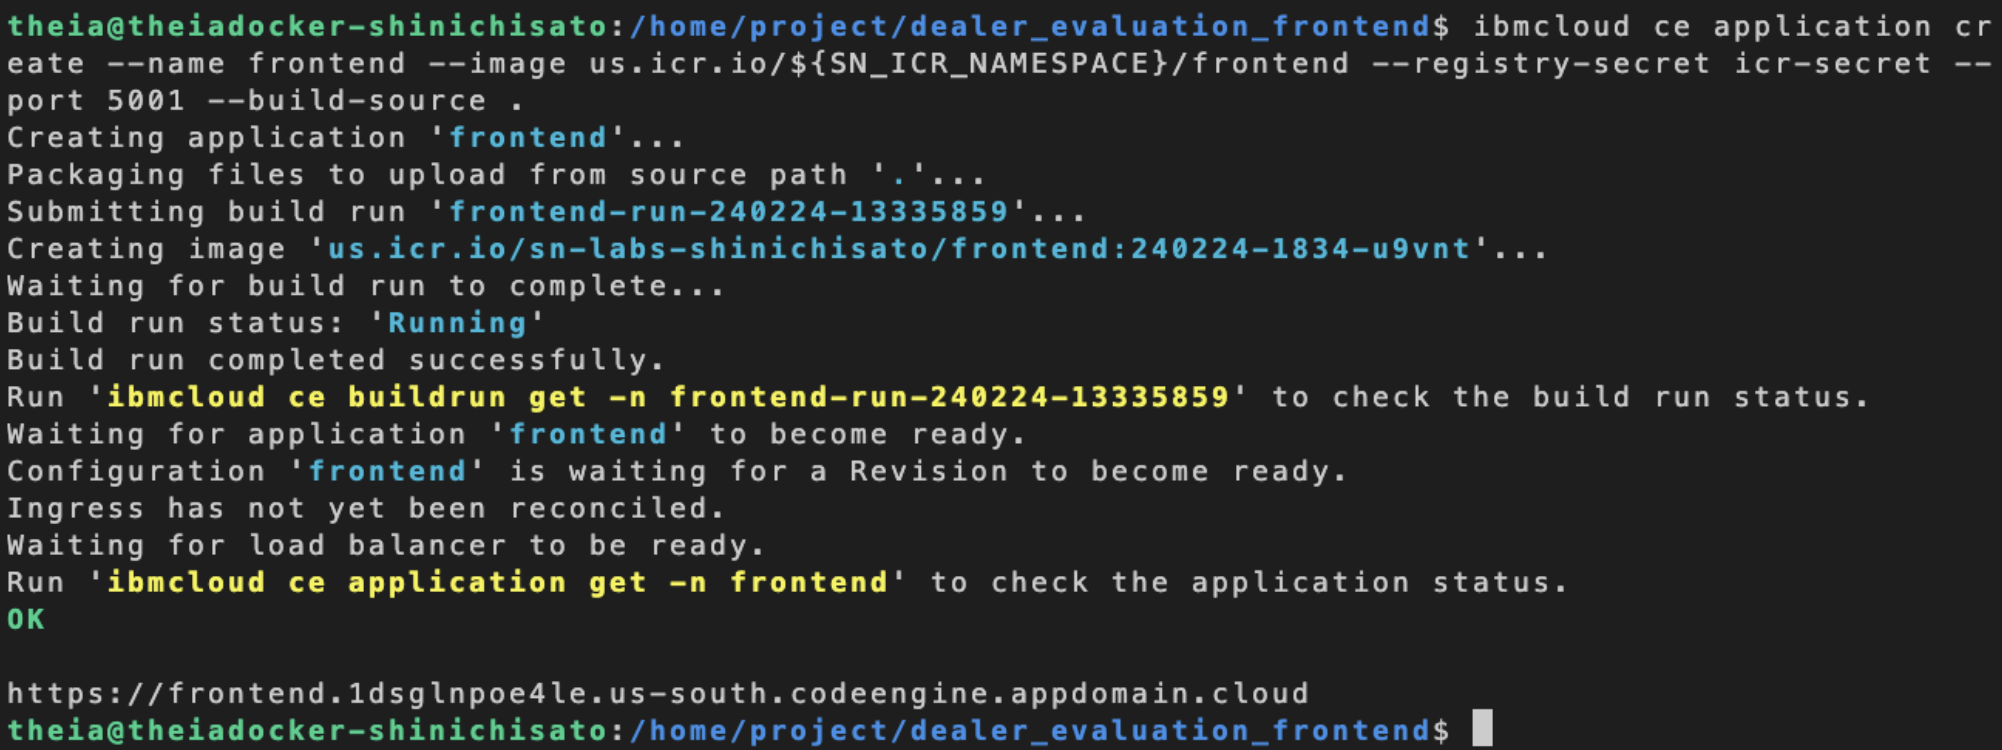 theia@theiadocker-shinichisato:/home/project/dealer_evaluation_frontend$ ibmcloud ce application cr
eate --name frontend --image us.icr.io/${SN_ICR_NAMESPACE}/frontend --registry-secret icr-secret --
port 5001 --build-source .
Creating application 'frontend'...
Packaging files to upload from source path '.'...
Submitting build run 'frontend-run-240224-13335859'...
Creating image 'us.icr.io/sn-labs-shinichisato/frontend:240224-1834-u9vnt'...
Waiting for build run to complete...
Build run status: 'Running'
Build run completed successfully.
Run 'ibmcloud ce buildrun get -n frontend-run-240224-13335859' to check the build run status.
Waiting for application 'frontend' to become ready.
Configuration 'frontend' is waiting for a Revision to become ready.
Ingress has not yet been reconciled.
Waiting for load balancer to be ready.
Run 'ibmcloud ce application get -n frontend' to check the application status.
OK
https://frontend.1dsglnpoe4le.us-south.codeengine.appdomain.cloud
theia@theiadocker-shinichisato:/home/project/dealer_evaluation_frontend$